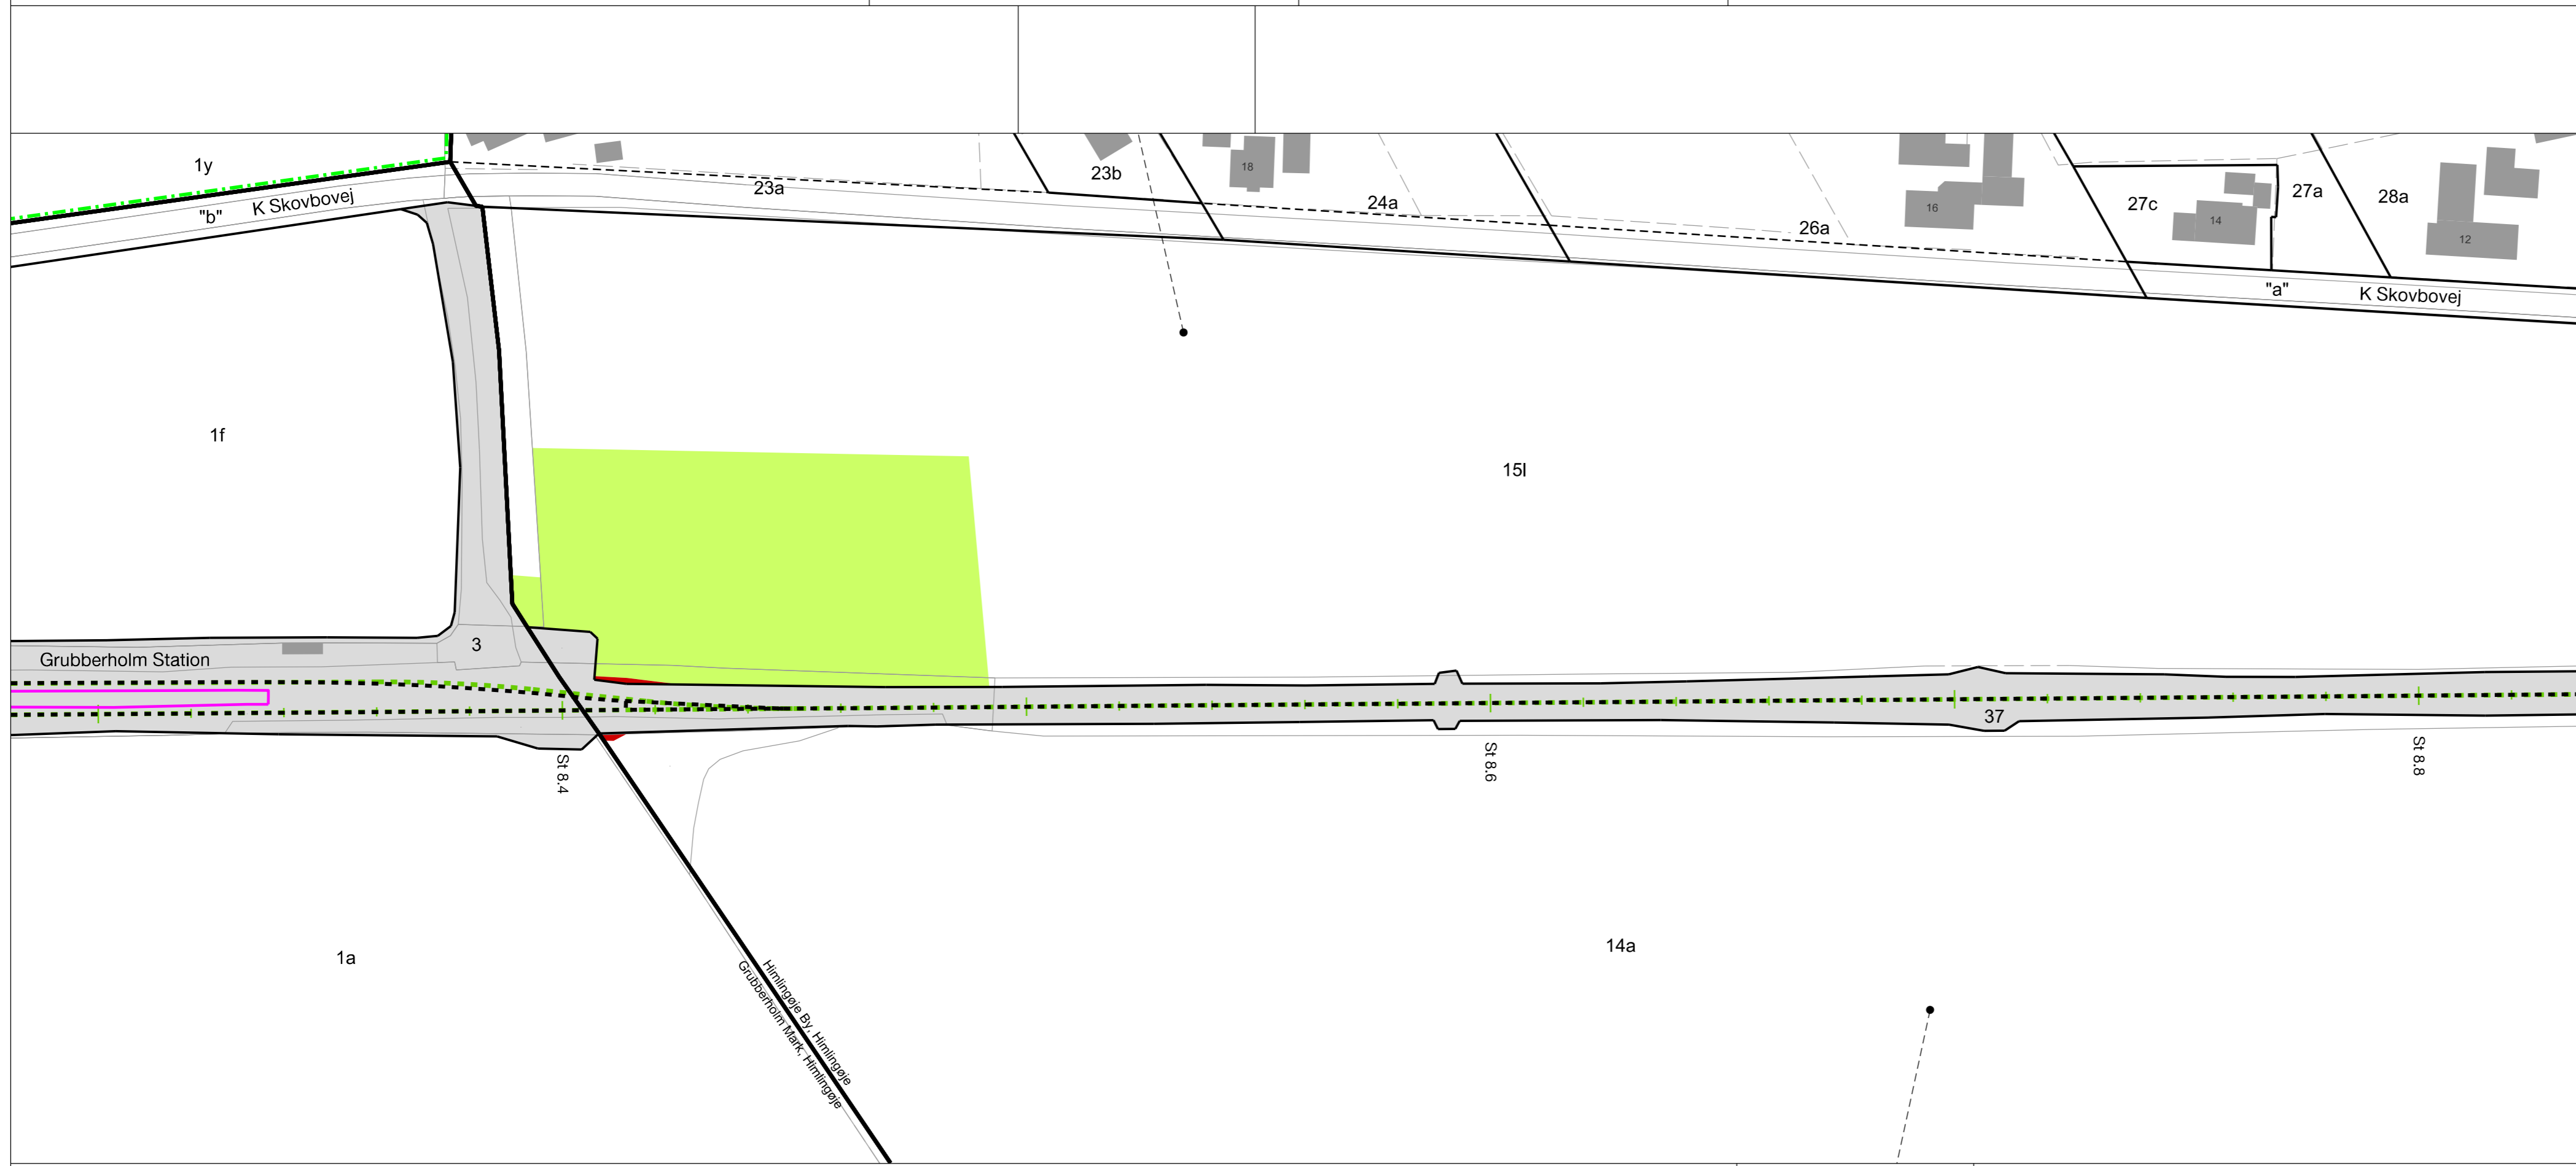 1y
"b"
K Skovbovej
23a
23b
18
24a
26a
16
27c
14
27a
28a
12
"a"
K Skovbovej
1f
15l
3
Grubberholm Station
37
St 8.4
St 8.6
St 8.8
1a
14a
Himlingøje By, Himlingøje
Grubberholm Mark, Himlingøje